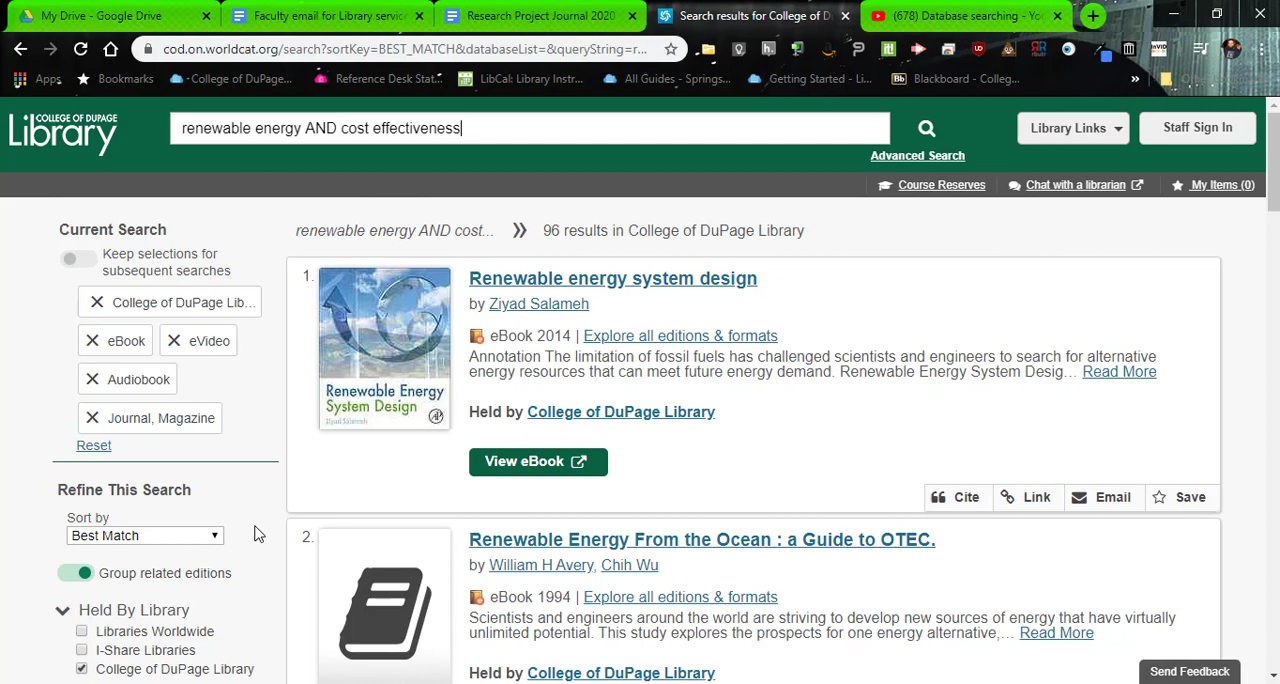 My Drive - Google Drive
Faculty email for Library servic
Research Project Journal 2020
Search results for College of D
(678) Database searching - Yo
cod.on.worldcat.org/search?sortKey=BEST_MATCH&databaseList=&queryString=r...
Apps
Bookmarks
College of DuPage...
Reference Desk Stat...
LibCal: Library Instr...
All Guides - Springs...
Getting Started - Li...
Bb Blackboard - Colleg...
COLLEGE OF DUPAGE
Library
renewable energy AND cost effectiveness
Advanced Search
Library Links
Staff Sign In
Course Reserves
Chat with a librarian
My Items (0)
Current Search
Keep selections for
subsequent searches
College of DuPage Lib...
eBook
eVideo
Audiobook
Journal, Magazine
Reset
Refine This Search
Sort by
Best Match
Group related editions
Held By Library
Libraries Worldwide
I-Share Libraries
College of DuPage Library
renewable energy AND cost...
96 results in College of DuPage Library
1.
Renewable Energy
System Design
Ziyad Salameh
Renewable energy system design
by Ziyad Salameh
eBook 2014 | Explore all editions & formats
Annotation The limitation of fossil fuels has challenged scientists and engineers to search for alternative
energy resources that can meet future energy demand. Renewable Energy System Desig... Read More
Held by College of DuPage Library
View eBook
Cite
Link
Email
Save
2.
Renewable Energy From the Ocean : a Guide to OTEC.
by William H Avery, Chih Wu
eBook 1994 | Explore all editions & formats
Scientists and engineers around the world are striving to develop new sources of energy that have virtually
unlimited potential. This study explores the prospects for one energy alternative,... Read More
Held by College of DuPage Library
Send Feedback